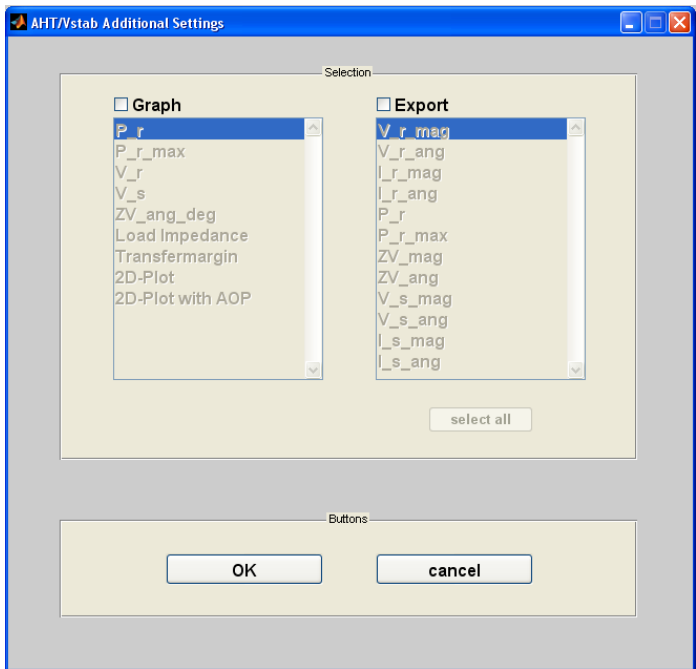 AHT/Vstab Additional Settings
Selection
Graph
P_r
P_r_max
V_r
V_s
ZV_ang_deg
Load Impedance
Transfermargin
2D-Plot
2D-Plot with AOP
Export
V_r_mag
V_r_ang
I_r_mag
I_r_ang
P_r
P_r_max
ZV_mag
ZV_ang
V_s_mag
V_s_ang
I_s_mag
I_s_ang
select all
Buttons
OK
cancel